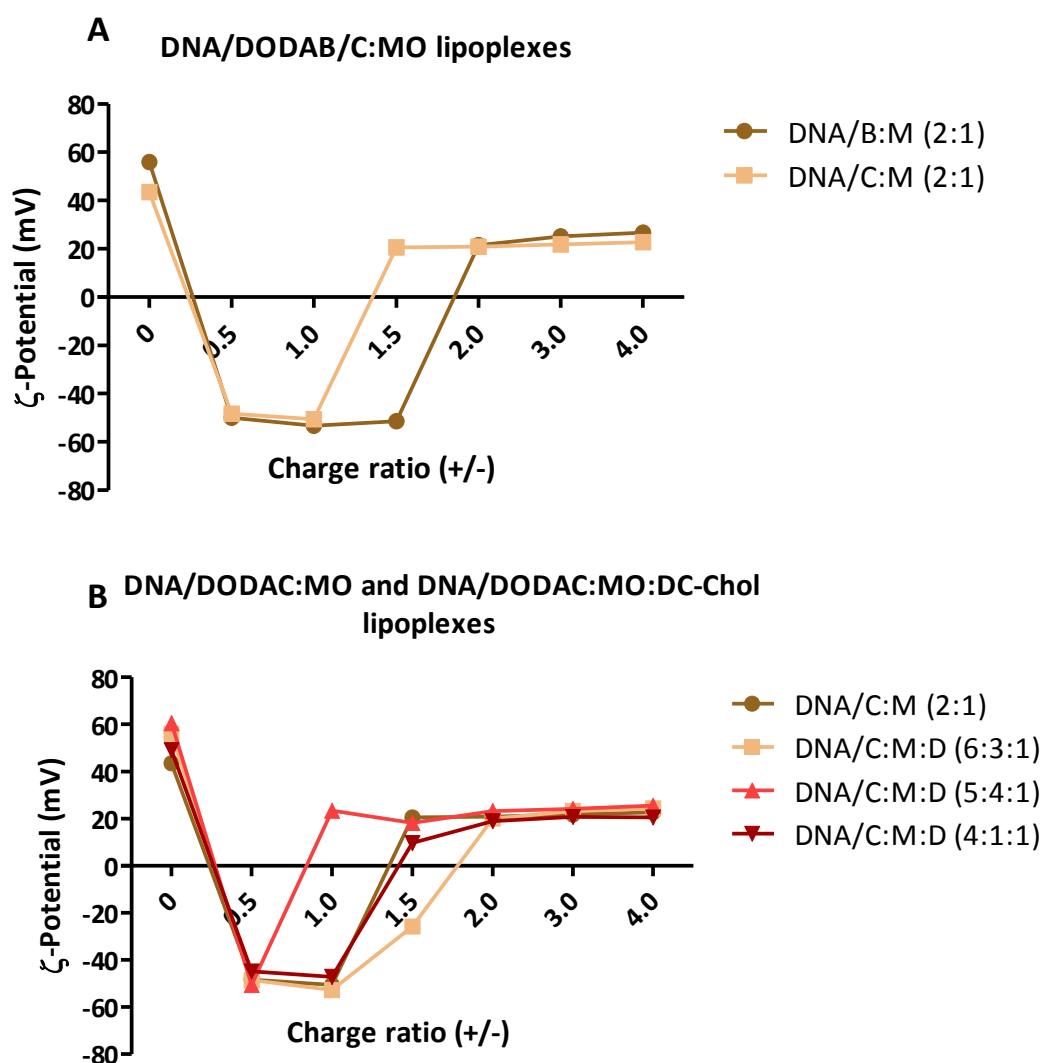 A
DNA/DODAB/C:MO lipoplexes
ζ-Potential (mV)
80
60
40
20
0
-20
-40
-60
-80
0
0.5
1.0
1.5
2.0
3.0
4.0
Charge ratio (+/-)
DNA/B:M (2:1)
DNA/C:M (2:1)
B
DNA/DODAC:MO and DNA/DODAC:MO:DC-Chol
lipoplexes
ζ-Potential (mV)
80
60
40
20
0
-20
-40
-60
-80
0
0.5
1.0
1.5
2.0
3.0
4.0
Charge ratio (+/-)
DNA/C:M (2:1)
DNA/C:M:D (6:3:1)
DNA/C:M:D (5:4:1)
DNA/C:M:D (4:1:1)